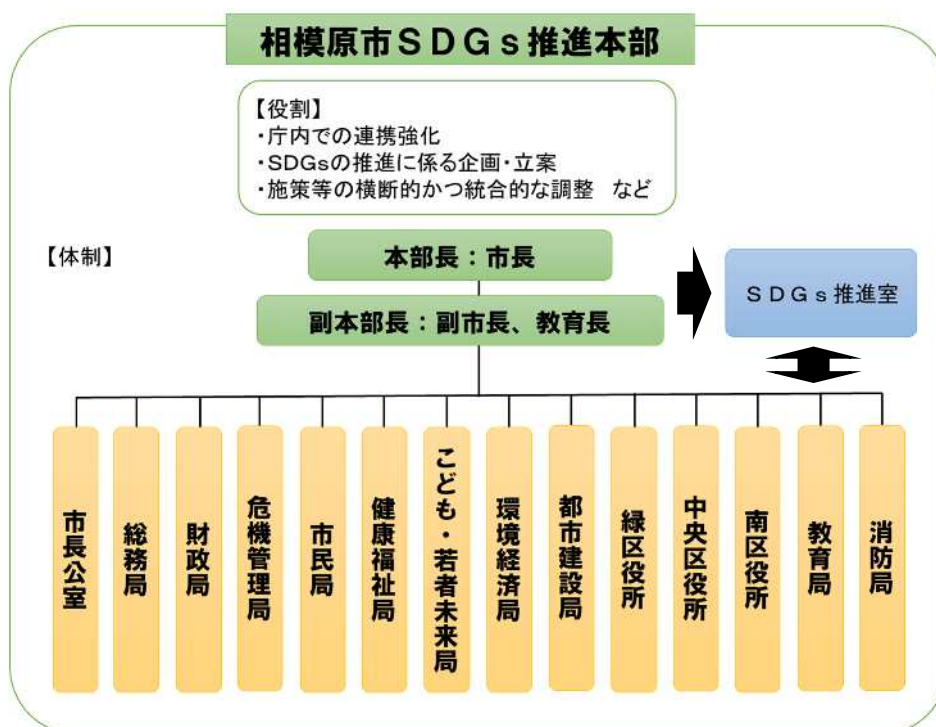 相模原市SDGs推進本部
【役割】
・庁内での連携強化
・SDGsの推進に係る企画・立案
・施策等の横断的かつ統合的な調整　など
【体制】
本部長：市長
SDGs推進室
副本部長：副市長、教育長
市長公室
総務局
財政局
危機管理局
市民局
健康福祉局
こども・若者未来局
環境経済局
都市建設局
緑区役所
中央区役所
南区役所
教育局
消防局